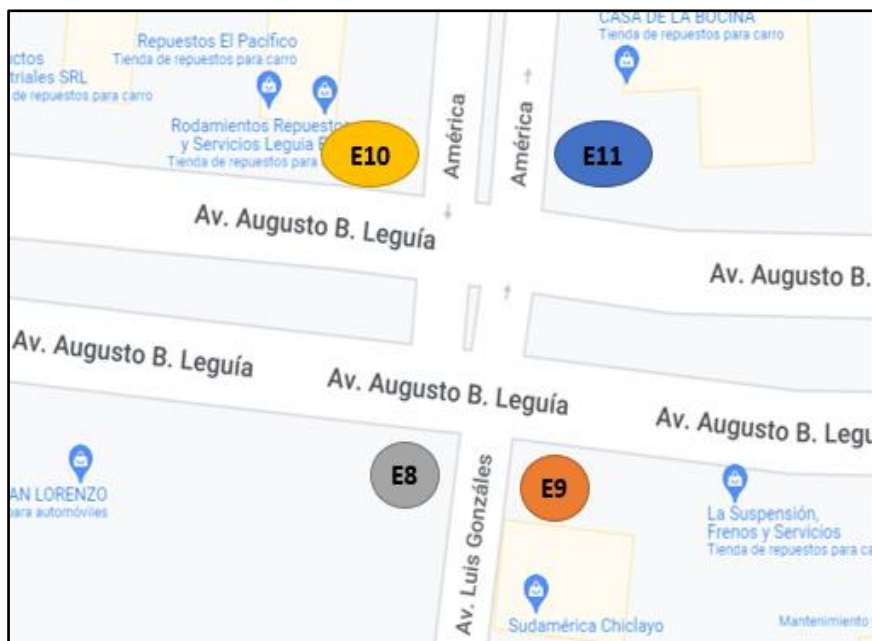 CASA DE LA BOCINA
Tienda de repuestos para carro
Repuestos El Pacífico
Tienda de repuestos para carro
ctos
triales SRL
de repuestos para carro
Rodamientos Repuestos
y Servicios Leguia
Tienda de repuestos para
E10
América
América
E11
Av. Augusto B. Leguía
Av. Augusto B.
Av. Augusto B. Leguía
Av. Augusto B. Leguía
Av. Augusto B. Legu
E8
E9
AN LORENZO
para automóviles
Av. Luis Gonzáles
La Suspensión,
Frenos y Servicios
Tienda de repuestos para ca
Sudamérica Chiclayo
Mantenimiento